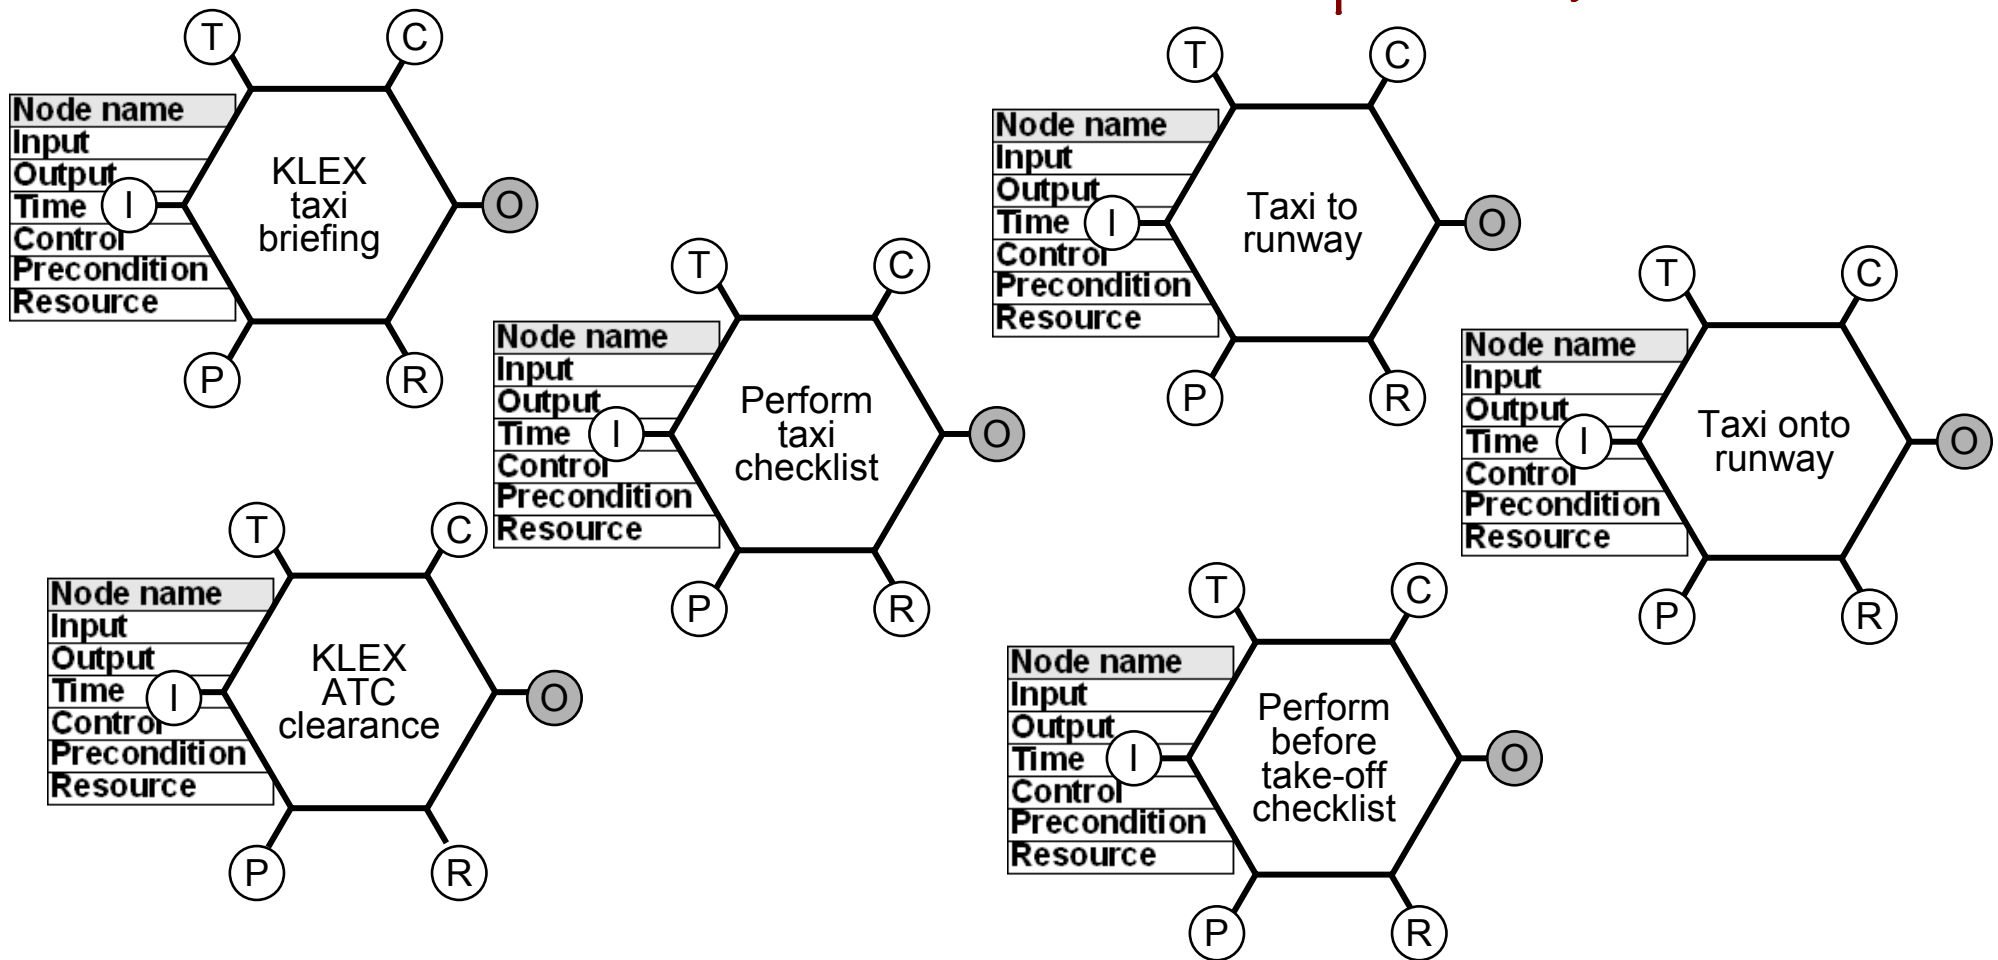 T
C
Node name
Input
Output
Time
Control
Precondition
Resource
I
KLEX
taxi
briefing
O
P
R
T
C
Node name
Input
Output
Time
Control
Precondition
Resource
I
Taxi to
runway
O
P
R
T
C
Node name
Input
Output
Time
Control
Precondition
Resource
I
Perform
taxi
checklist
O
P
R
T
C
Node name
Input
Output
Time
Control
Precondition
Resource
I
Taxi onto
runway
O
P
R
T
C
Node name
Input
Output
Time
Control
Precondition
Resource
I
KLEX
ATC
clearance
O
P
R
T
C
Node name
Input
Output
Time
Control
Precondition
Resource
I
Perform
before
take-off
checklist
O
P
R